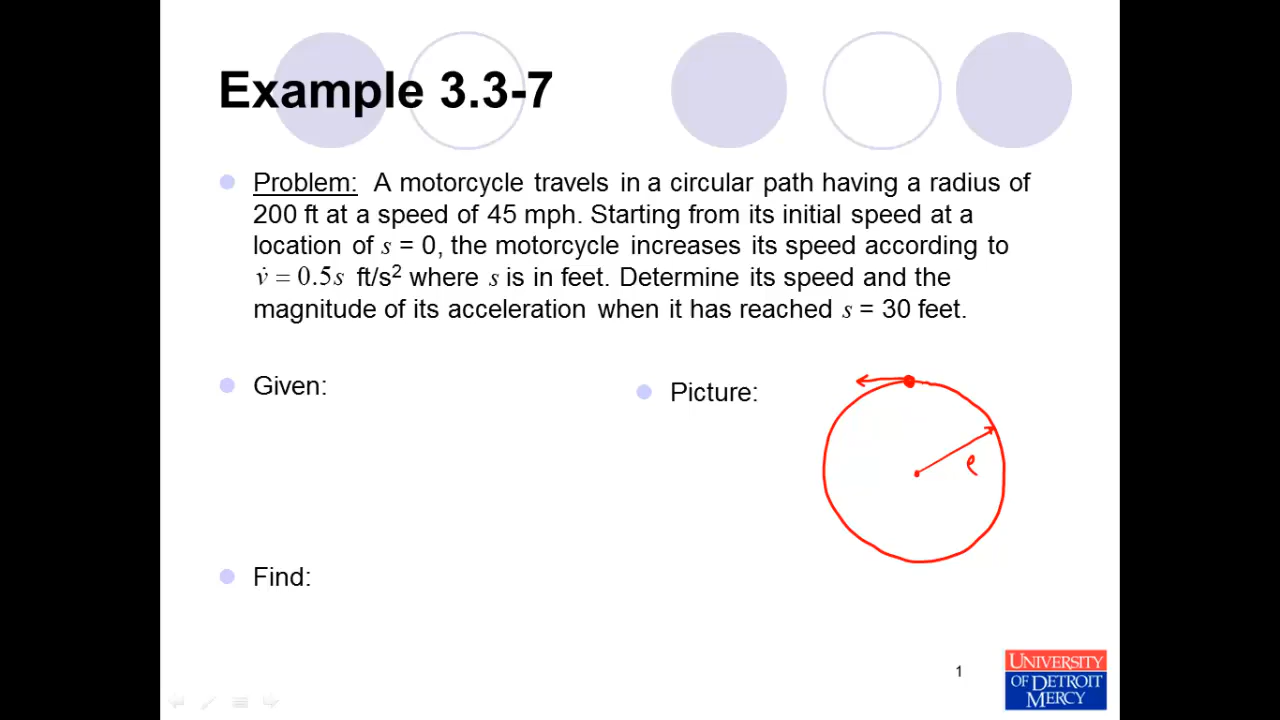 Example 3.3-7
Problem: A motorcycle travels in a circular path having a radius of
200 ft at a speed of 45 mph. Starting from its initial speed at a
location of s = 0, the motorcycle increases its speed according to
v̇ = 0.5s ft/s² where s is in feet. Determine its speed and the
magnitude of its acceleration when it has reached s = 30 feet.
Given:
Picture:
ρ
Find:
1
UNIVERSITY
OF DETROIT
MERCY